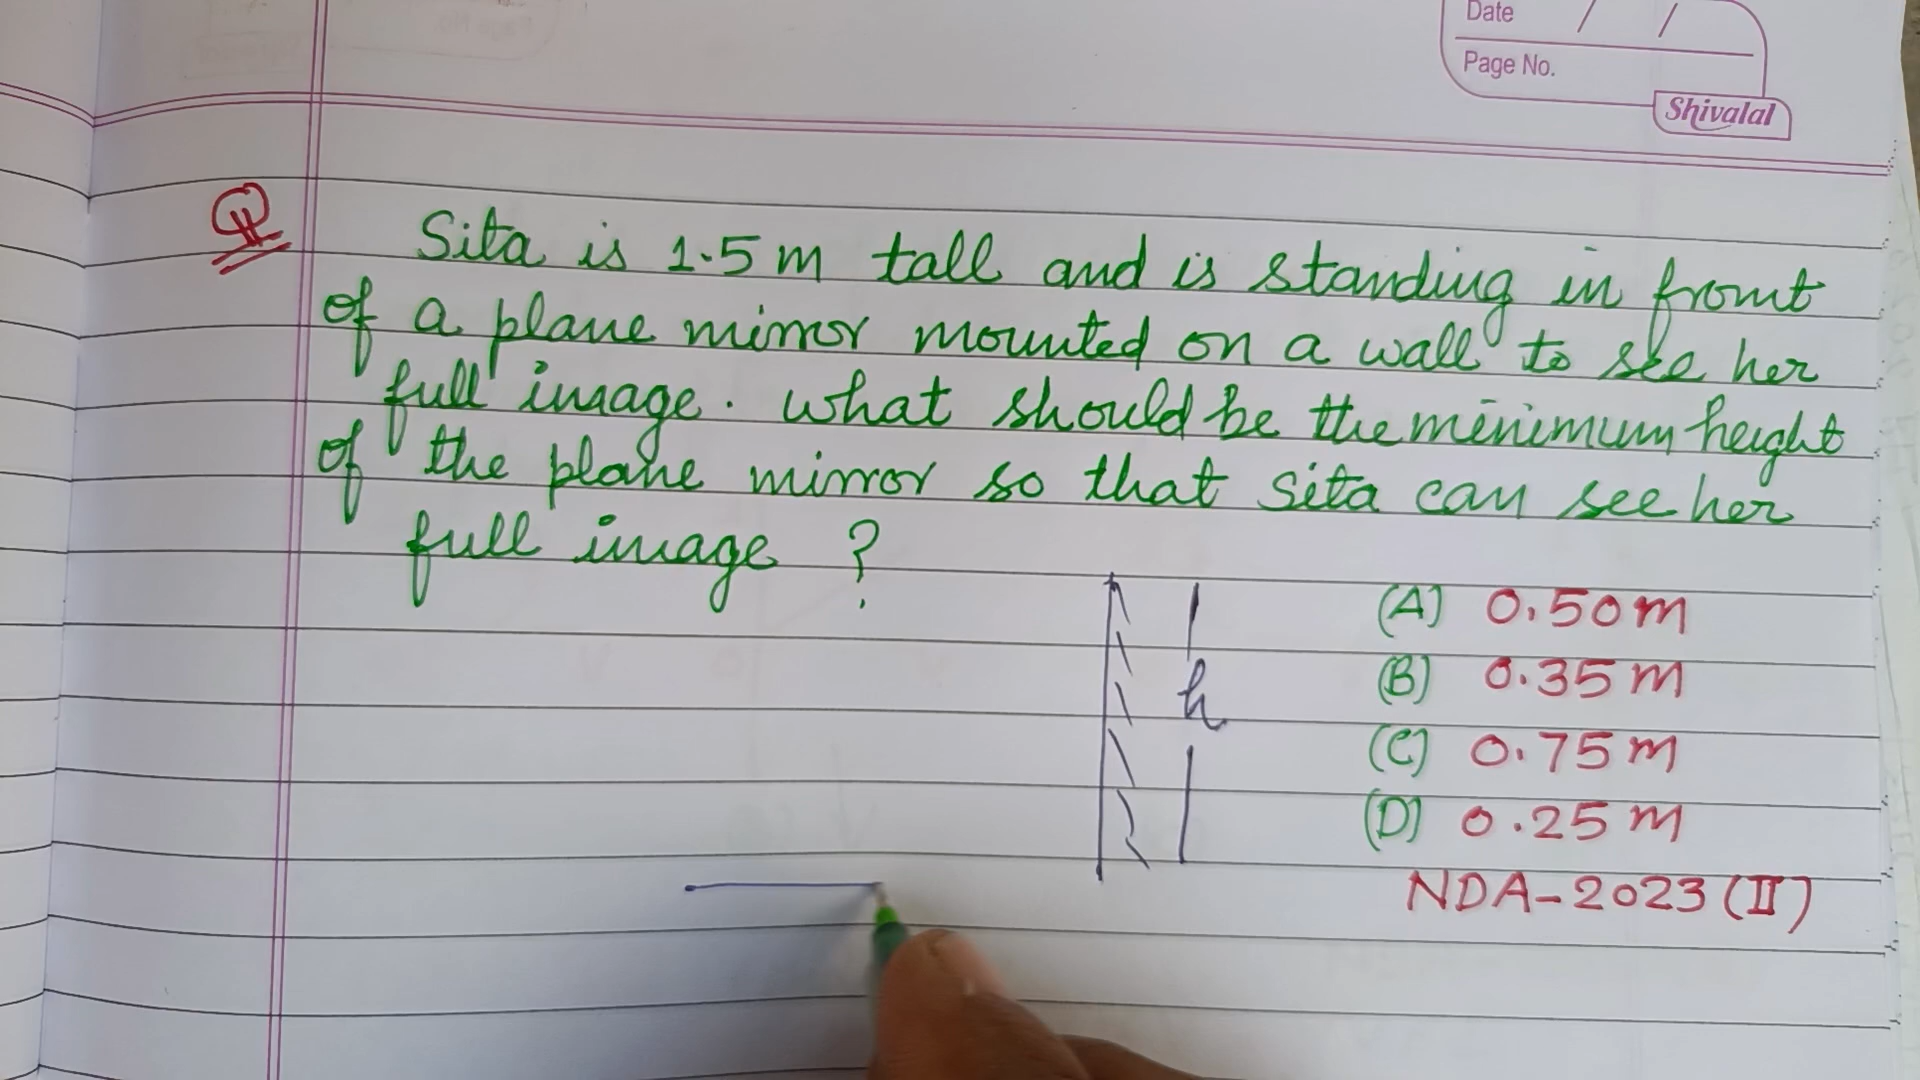 Date / /
Page No.
Shivalal
Q
Sita is 1.5 m tall and is standing in front
of a plane mirror mounted on a wall to see her
full image. what should be the minimum height
of the plane mirror so that sita can see her
full image ?
(A) 0.50 m
(B) 0.35 m
h
(C) 0.75 m
(D) 0.25 m
NDA-2023 (II)